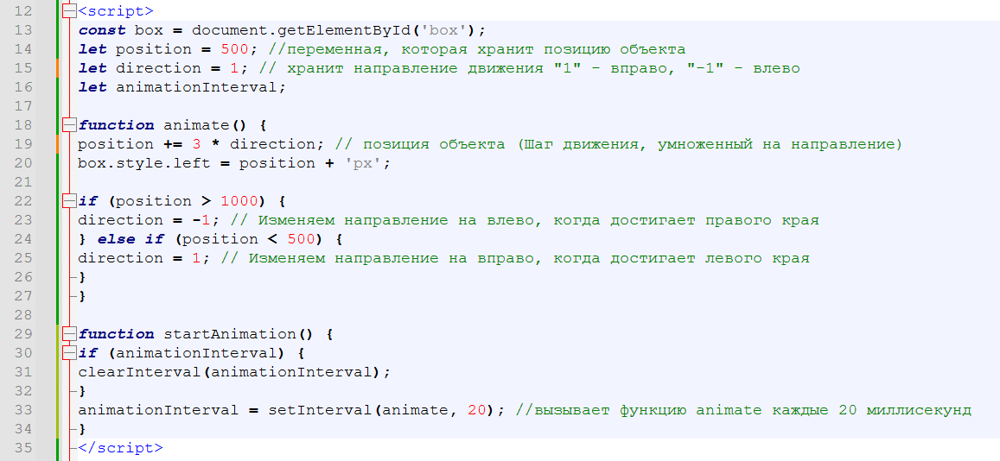 12 <script>
13 const box = document.getElementById('box');
14 let position = 500; //переменная, которая хранит позицию объекта
15 let direction = 1; // хранит направление движения "1" - вправо, "-1" - влево
16 let animationInterval;
17
18 function animate() {
19 position += 3 * direction; // позиция объекта (Шаг движения, умноженный на направление)
20 box.style.left = position + 'px';
21
22 if (position > 1000) {
23 direction = -1; // Изменяем направление на влево, когда достигает правого края
24 } else if (position < 500) {
25 direction = 1; // Изменяем направление на вправо, когда достигает левого края
26 }
27 }
28
29 function startAnimation() {
30 if (animationInterval) {
31 clearInterval(animationInterval);
32 }
33 animationInterval = setInterval(animate, 20); //вызывает функцию animate каждые 20 миллисекунд
34 }
35 </script>